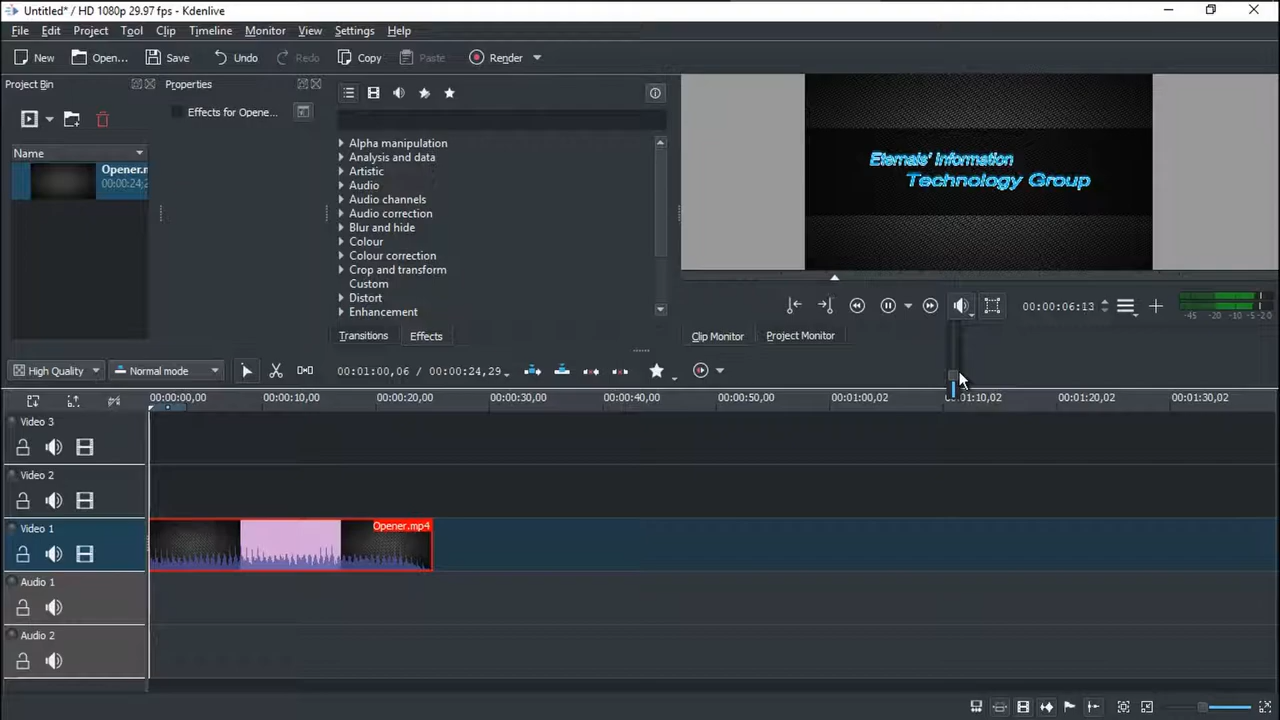 Untitled* / HD 1080p 29.97 fps - Kdenlive
File Edit Project Tool Clip Timeline Monitor View Settings Help
New Open... Save Undo Redo Copy Paste Render
Project Bin
Properties
Effects for Opene...
Name
Opener.m
00:00:24;2
Alpha manipulation
Analysis and data
Artistic
Audio
Audio channels
Audio correction
Blur and hide
Colour
Colour correction
Crop and transform
Custom
Distort
Enhancement
Transitions Effects
Eternals' Information
Technology Group
00:00:06:13
-45 -20 -10 -5 -2 0
Clip Monitor Project Monitor
High Quality Normal mode 00:01:00,06 / 00:00:24,29
00:00:00,00 00:00:10,00 00:00:20,00 00:00:30,00 00:00:40,00 00:00:50,00 00:01:00,02 00:01:10,02 00:01:20,02 00:01:30,02
Video 3
Video 2
Video 1
Opener.mp4
Audio 1
Audio 2